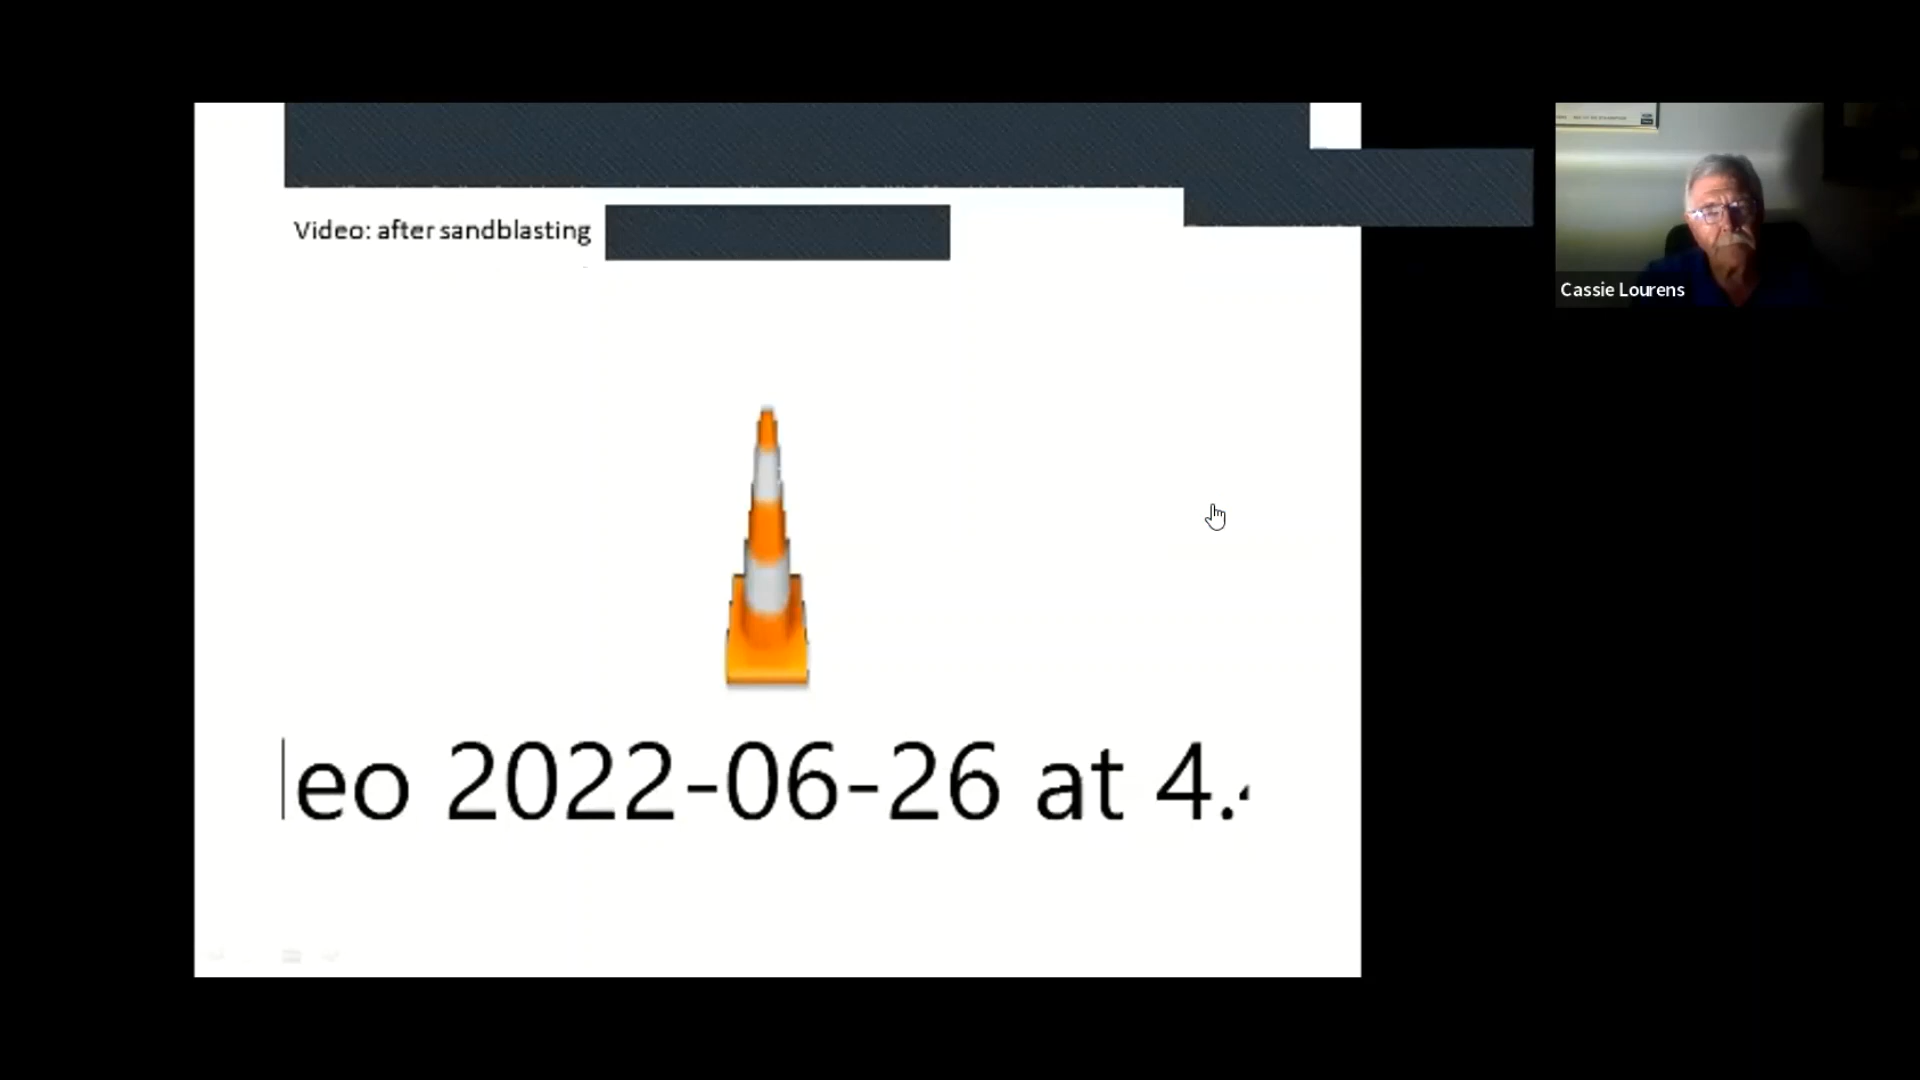 Video: after sandblasting
Cassie Lourens
eo 2022-06-26 at 4.